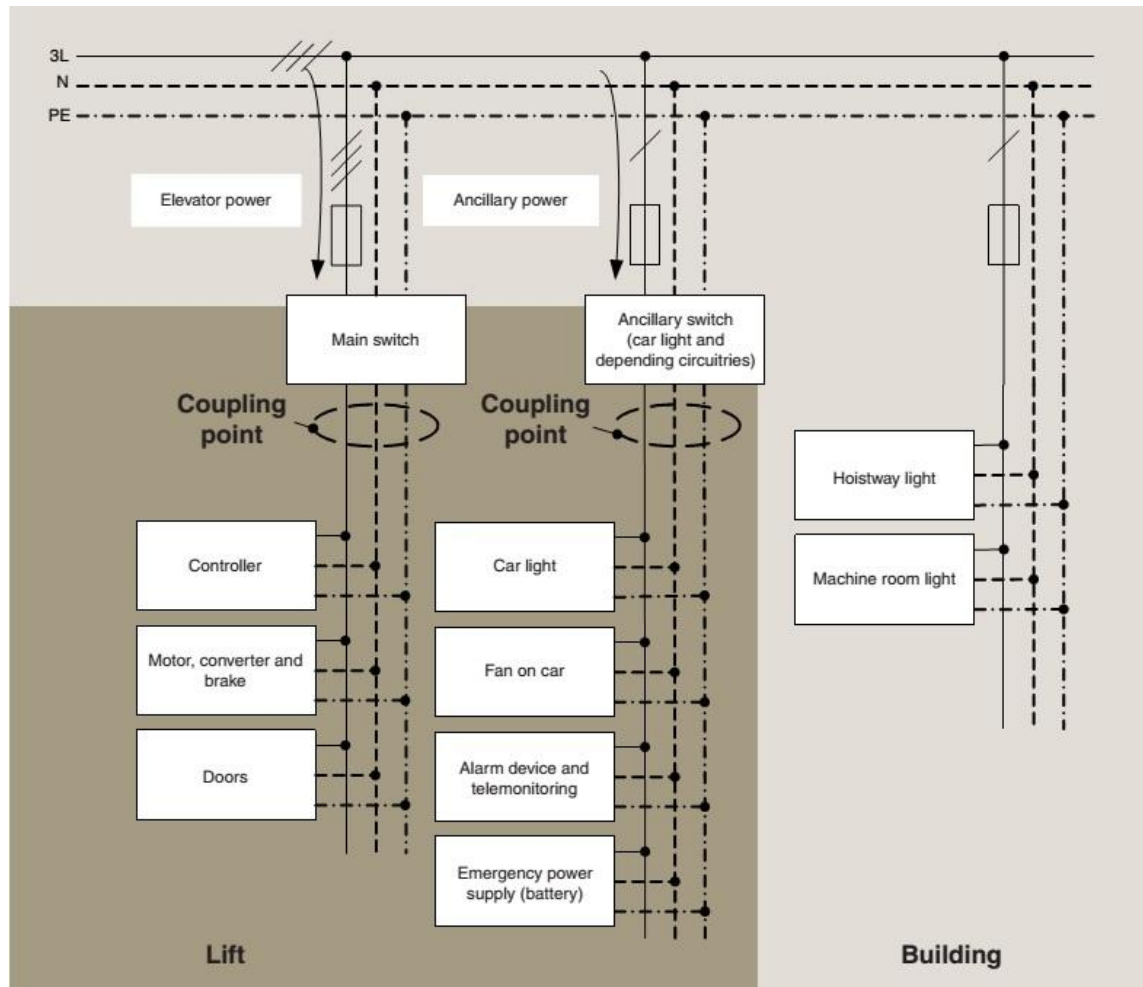 3L
N
PE
Elevator power
Ancillary power
Main switch
Ancillary switch
(car light and
depending circuitries)
Coupling
point
Coupling
point
Hoistway light
Machine room light
Controller
Motor, converter and
brake
Doors
Car light
Fan on car
Alarm device and
telemonitoring
Emergency power
supply (battery)
Lift
Building